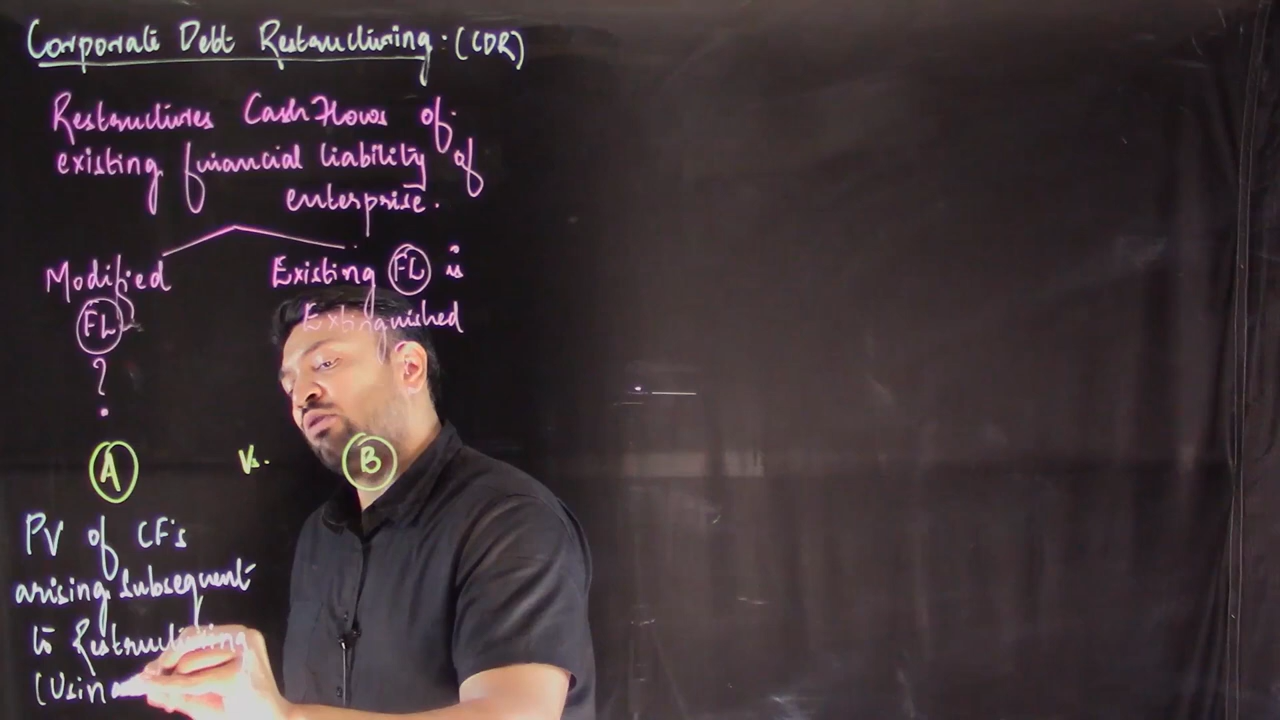 Corporate Debt Restructuring. (CDR)
Restructures Cash Flows of
existing financial liability of
enterprise.
Modified
FL
?
Existing FL is
Extinguished
A
Vs.
B
PV of CF's
arising subsequent
to Restructuring
(Using